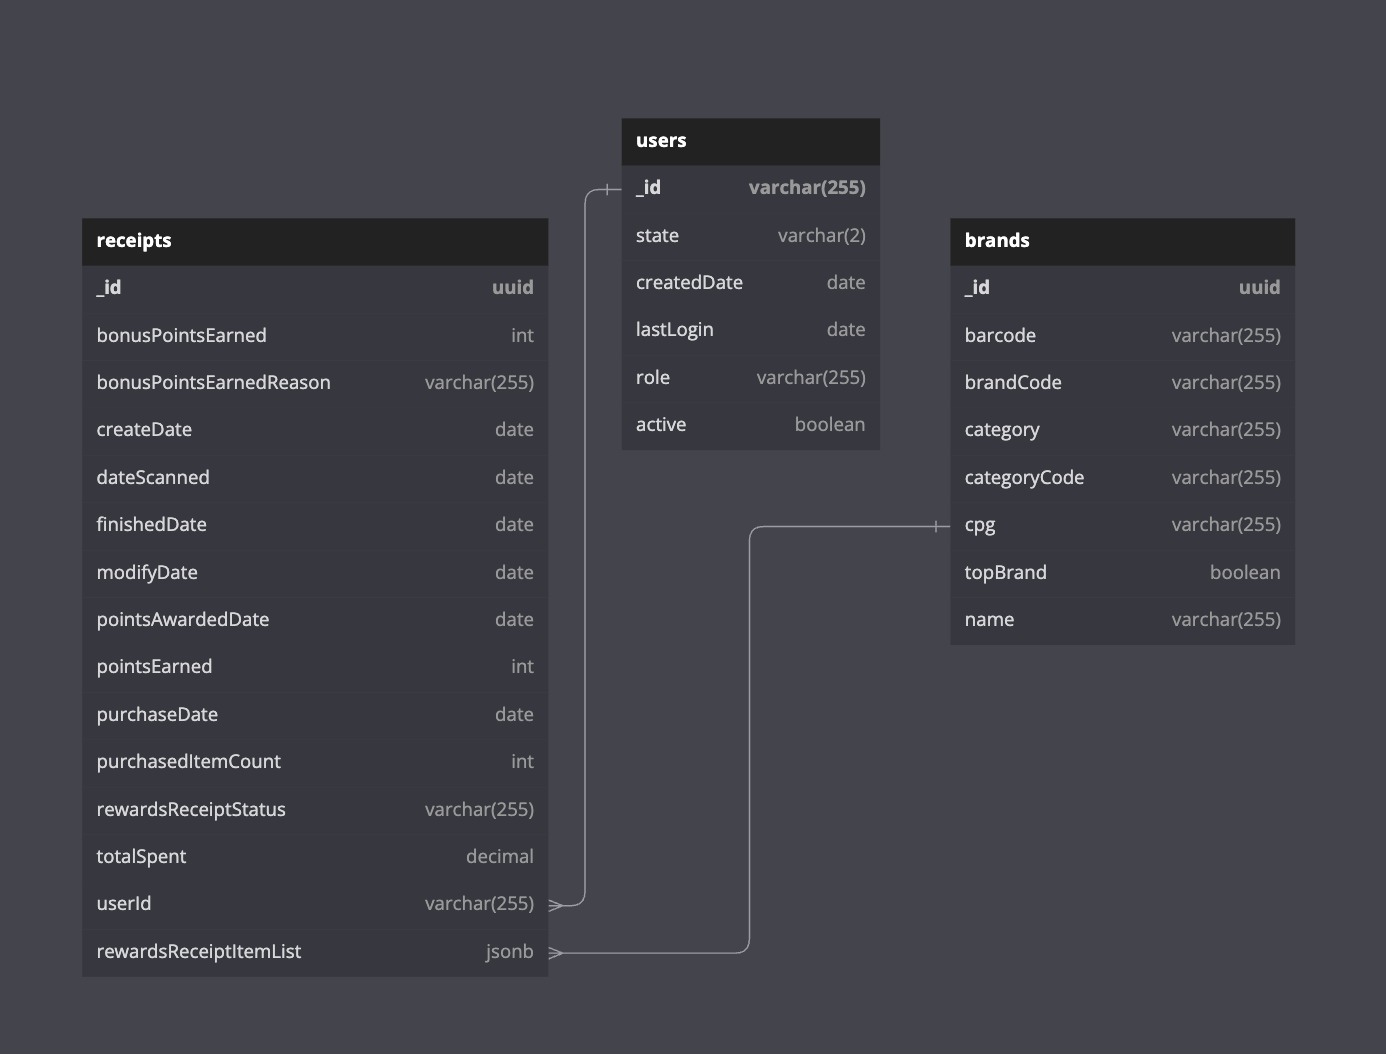 users
_id varchar(255)
state varchar(2)
createdDate date
lastLogin date
role varchar(255)
active boolean
receipts
_id uuid
bonusPointsEarned int
bonusPointsEarnedReason varchar(255)
createDate date
dateScanned date
finishedDate date
modifyDate date
pointsAwardedDate date
pointsEarned int
purchaseDate date
purchasedItemCount int
rewardsReceiptStatus varchar(255)
totalSpent decimal
userId varchar(255)
rewardsReceiptItemList jsonb
brands
_id uuid
barcode varchar(255)
brandCode varchar(255)
category varchar(255)
categoryCode varchar(255)
cpg varchar(255)
topBrand boolean
name varchar(255)